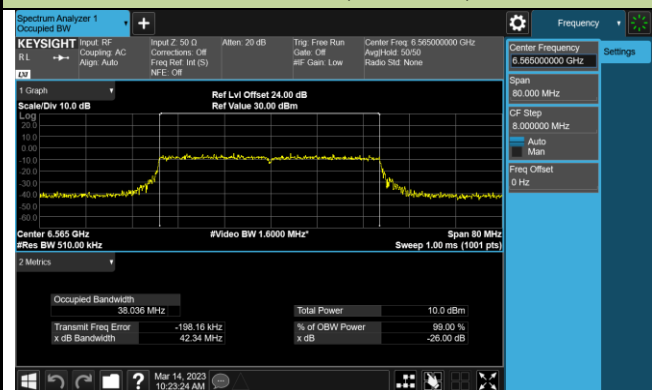 Spectrum Analyzer 1
Occupied BW
Frequency
KEYSIGHT
Input: RF
Coupling: AC
Align: Auto
Input Z: 50 Ω
Corrections: Off
Freq Ref: Int (S)
NFE: Off
Atten: 20 dB
Trig: Free Run
Gate: Off
#IF Gain: Low
Center Freq: 6.565000000 GHz
Avg|Hold: 50/50
Radio Std: None
RL
LXI
Center Frequency
6.565000000 GHz
Settings
Span
80.000 MHz
CF Step
8.000000 MHz
Auto
Man
Freq Offset
0 Hz
1 Graph
Scale/Div 10.0 dB
Ref Lvl Offset 24.00 dB
Ref Value 30.00 dBm
Log
20.0
10.0
0.00
-10.0
-20.0
-30.0
-40.0
-50.0
-60.0
Center 6.565 GHz
#Res BW 510.00 kHz
#Video BW 1.6000 MHz*
Span 80 MHz
Sweep 1.00 ms (1001 pts)
2 Metrics
Occupied Bandwidth
38.036 MHz
Total Power 10.0 dBm
Transmit Freq Error -198.16 kHz
% of OBW Power 99.00 %
x dB Bandwidth 42.34 MHz
x dB -26.00 dB
?
Mar 14, 2023
10:23:24 AM